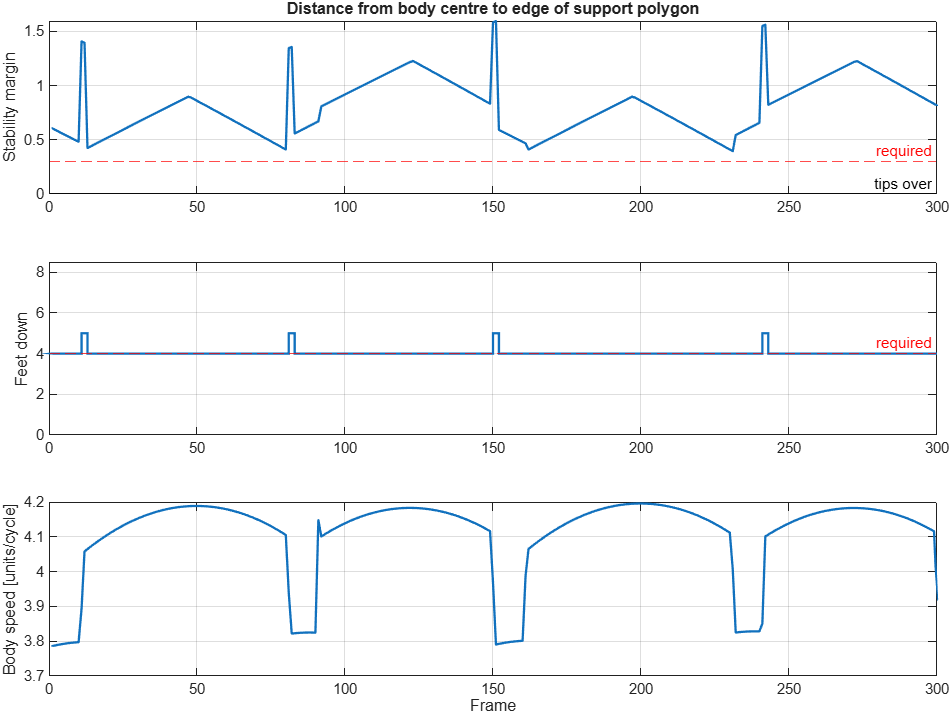 Distance from body centre to edge of support polygon
Stability margin
1.5
1
0.5
0
required
tips over
0 50 100 150 200 250 300
Feet down
8
6
4
2
0
required
0 50 100 150 200 250 300
Body speed [units/cycle]
4.2
4.1
4
3.9
3.8
3.7
0 50 100 150 200 250 300
Frame